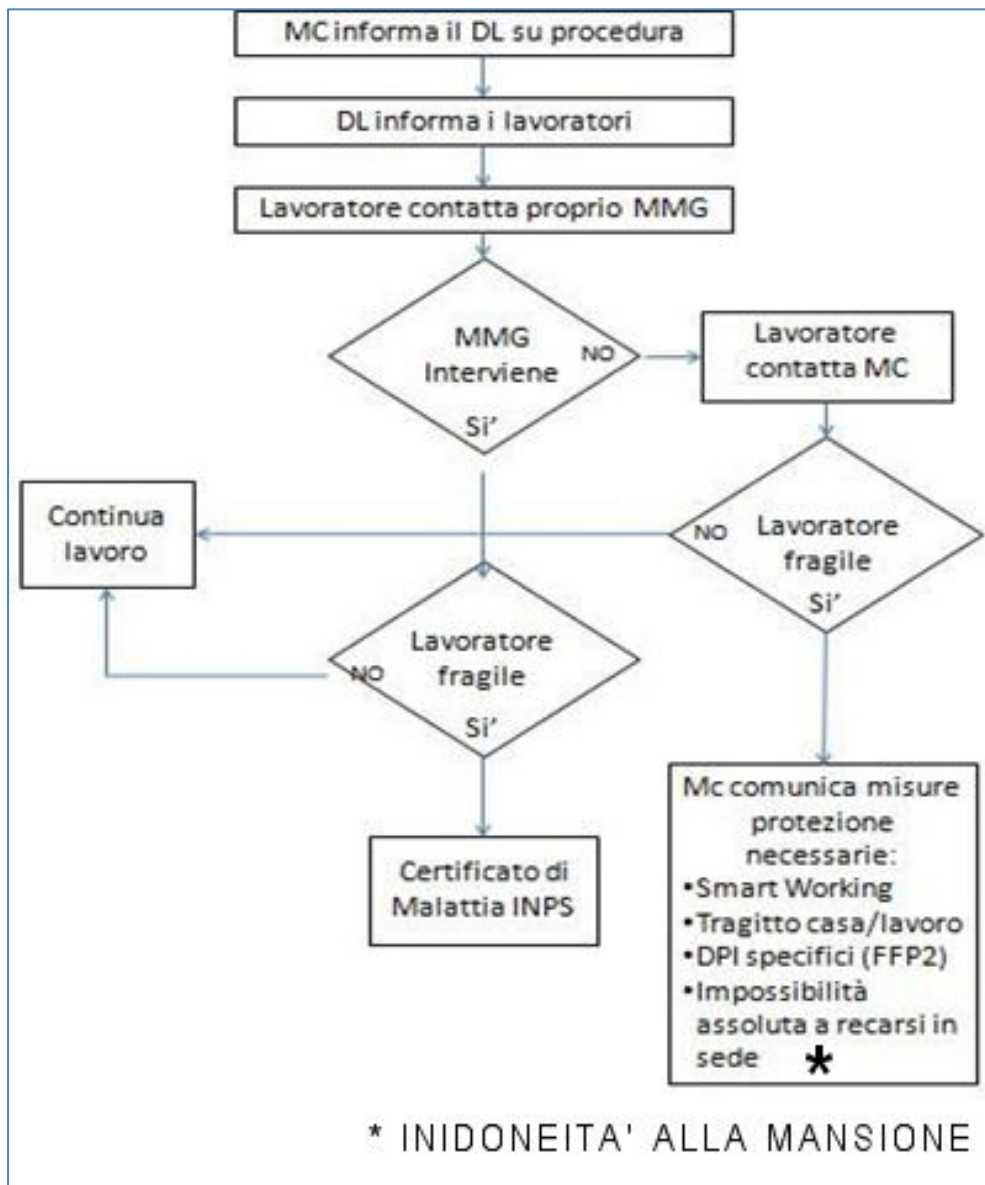 MC informa il DL su procedura
DL informa i lavoratori
Lavoratore contatta proprio MMG
MMG
Interviene
NO
Si'
Lavoratore
contatta MC
Continua
lavoro
NO
Lavoratore
fragile
Si'
Lavoratore
NO
fragile
Si'
Certificato di
Malattia INPS
Mc comunica misure
protezione
necessarie:
•Smart Working
•Tragitto casa/lavoro
•DPI specifici (FFP2)
•Impossibilità
assoluta a recarsi in
sede *
* INIDONEITA' ALLA MANSIONE